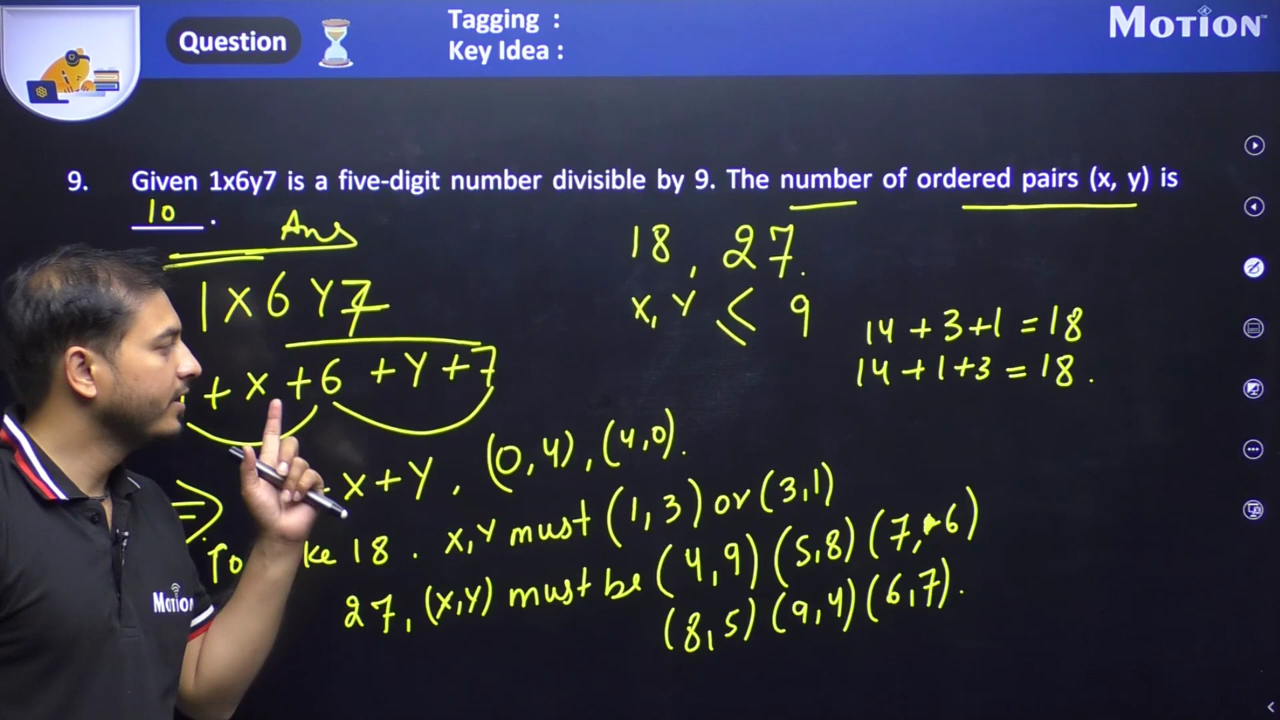 Question
Tagging :
Key Idea :
MOTION
9. Given 1x6y7 is a five-digit number divisible by 9. The number of ordered pairs (x, y) is
10 .
Ans
1X6Y7
+ X + 6 + Y + 7
18, 27.
X, Y ≤ 9
14 + 3 + 1 = 18
14 + 1 + 3 = 18.
X + Y, (0, 4), (4, 0).
⇒ To ke 18. X, Y must (1, 3) or (3, 1)
27, (X, Y) must be (4, 9) (5, 8) (7, 6)
(8, 5) (9, 4) (6, 7).
Motion